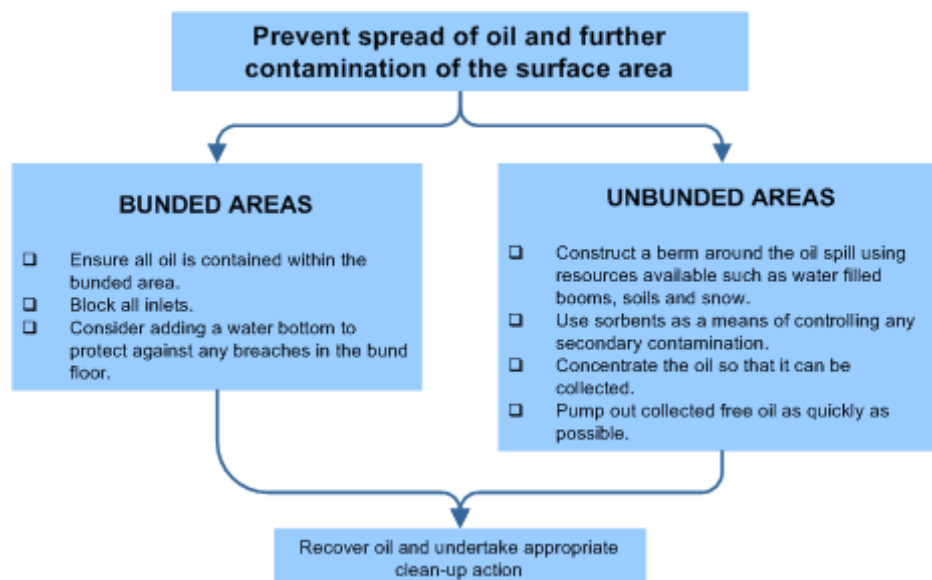 Prevent spread of oil and further
contamination of the surface area
BUNDED AREAS
❑ Ensure all oil is contained within the
bunded area.
❑ Block all inlets.
❑ Consider adding a water bottom to
protect against any breaches in the bund
floor.
UNBUNDED AREAS
❑ Construct a berm around the oil spill using
resources available such as water filled
booms, soils and snow.
❑ Use sorbents as a means of controlling any
secondary contamination.
❑ Concentrate the oil so that it can be
collected.
❑ Pump out collected free oil as quickly as
possible.
Recover oil and undertake appropriate
clean-up action